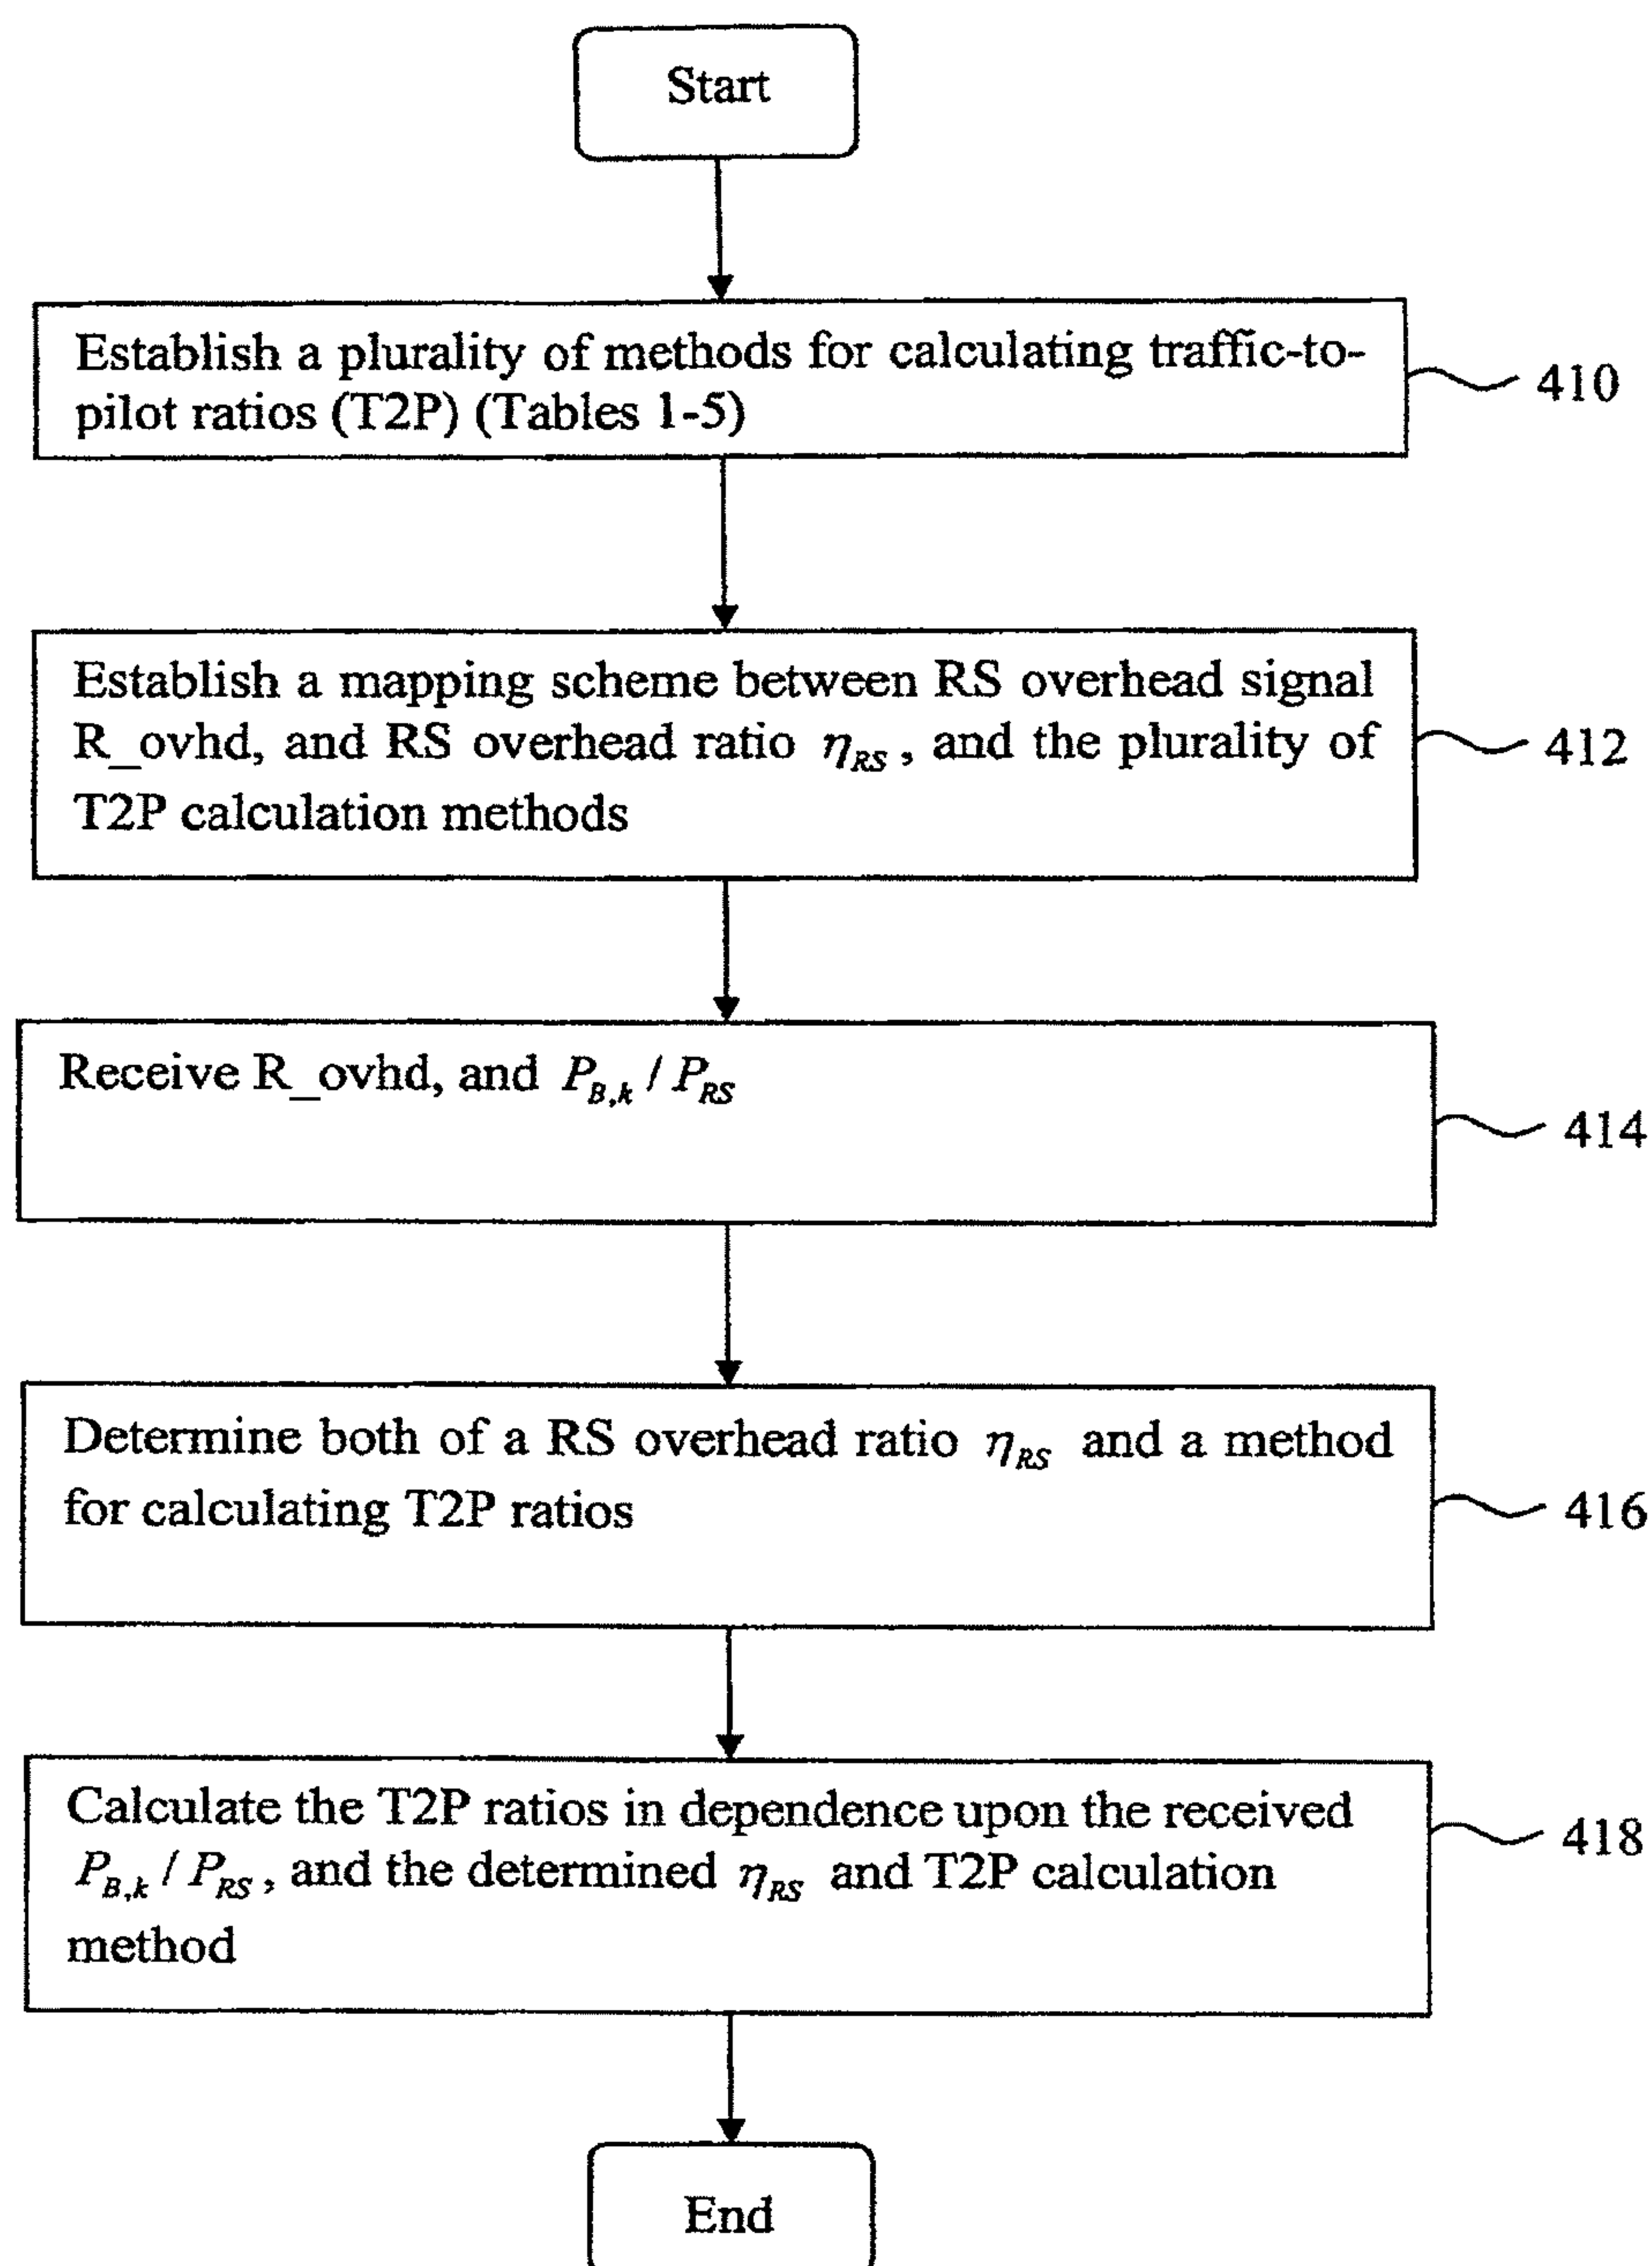 Start
Establish a plurality of methods for calculating traffic-to-
pilot ratios (T2P) (Tables 1-5)
410
Establish a mapping scheme between RS overhead signal
R_ovhd, and RS overhead ratio η_RS, and the plurality of
T2P calculation methods
412
Receive R_ovhd, and P_B,k / P_RS
414
Determine both of a RS overhead ratio η_RS and a method
for calculating T2P ratios
416
Calculate the T2P ratios in dependence upon the received
P_B,k / P_RS, and the determined η_RS and T2P calculation
method
418
End